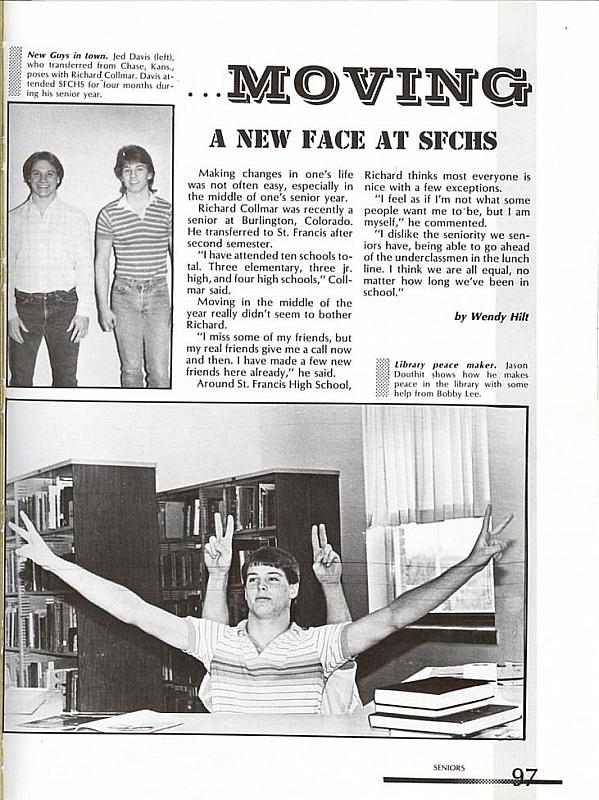 New Guys in town. Jed Davis (left),
who transferred from Chase, Kans.,
poses with Richard Collmar. Davis at-
tended SFCHS for four months dur-
ing his senior year.
...MOVING
A NEW FACE AT SFCHS
Making changes in one's life
was not often easy, especially in
the middle of one's senior year.
Richard Collmar was recently a
senior at Burlington, Colorado.
He transferred to St. Francis after
second semester.
"I have attended ten schools to-
tal. Three elementary, three jr.
high, and four high schools," Coll-
mar said.
Moving in the middle of the
year really didn't seem to bother
Richard.
"I miss some of my friends, but
my real friends give me a call now
and then. I have made a few new
friends here already," he said.
Around St. Francis High School,
Richard thinks most everyone is
nice with a few exceptions.
"I feel as if I'm not what some
people want me to be, but I am
myself," he commented.
"I dislike the seniority we sen-
iors have, being able to go ahead
of the underclassmen in the lunch
line. I think we are all equal, no
matter how long we've been in
school."
by Wendy Hilt
Library peace maker. Jason
Douthit shows how he makes
peace in the library with some
help from Bobby Lee.
SENIORS
97